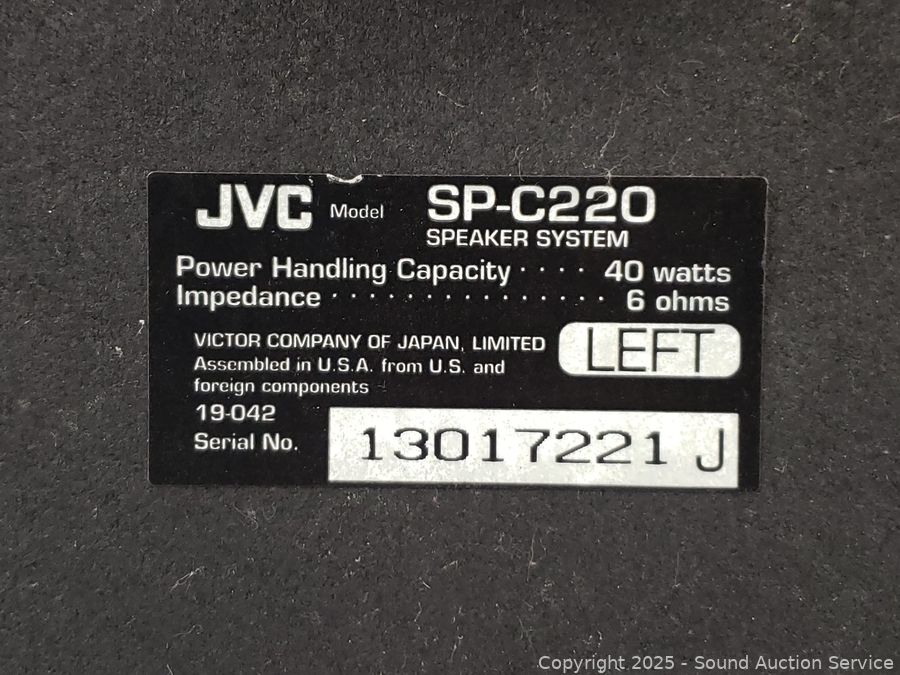 JVC Model SP-C220
SPEAKER SYSTEM
Power Handling Capacity · · · · 40 watts
Impedance · · · · · · · · · · · · · · · 6 ohms
VICTOR COMPANY OF JAPAN, LIMITED
LEFT
Assembled in U.S.A. from U.S. and
foreign components
19-042
Serial No. 13017221 J
Copyright 2025 - Sound Auction Service